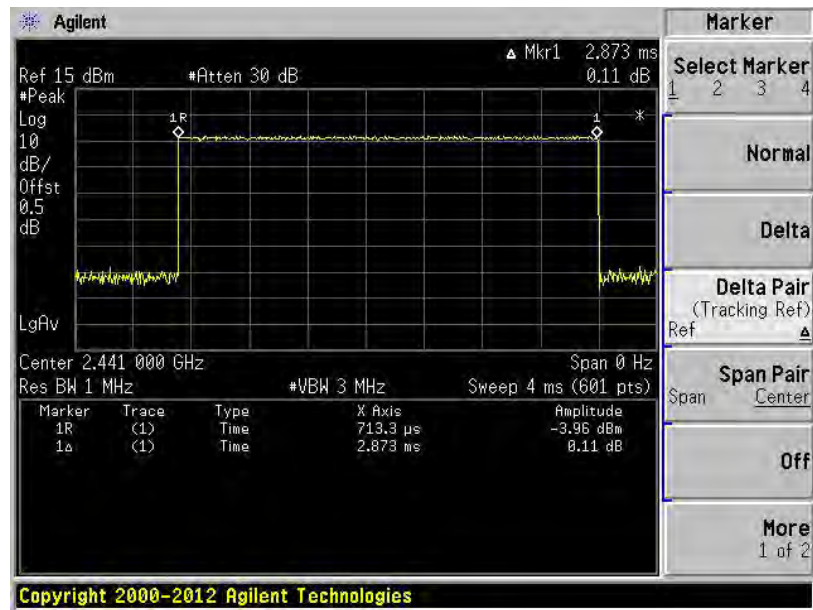 Agilent
Marker
▵ Mkr1 2.873 ms
Ref 15 dBm #Atten 30 dB 0.11 dB
#Peak
Log
10
dB/
Offst
0.5
dB
1R
1
*
LgAv
Center 2.441 000 GHz Span 0 Hz
Res BW 1 MHz #VBW 3 MHz Sweep 4 ms (601 pts)
Marker Trace Type X Axis Amplitude
1R (1) Time 713.3 µs -3.96 dBm
1▵ (1) Time 2.873 ms 0.11 dB
Select Marker
1 2 3 4
Normal
Delta
Delta Pair
(Tracking Ref)
Ref ▵
Span Pair
Span Center
Off
More
1 of 2
Copyright 2000-2012 Agilent Technologies